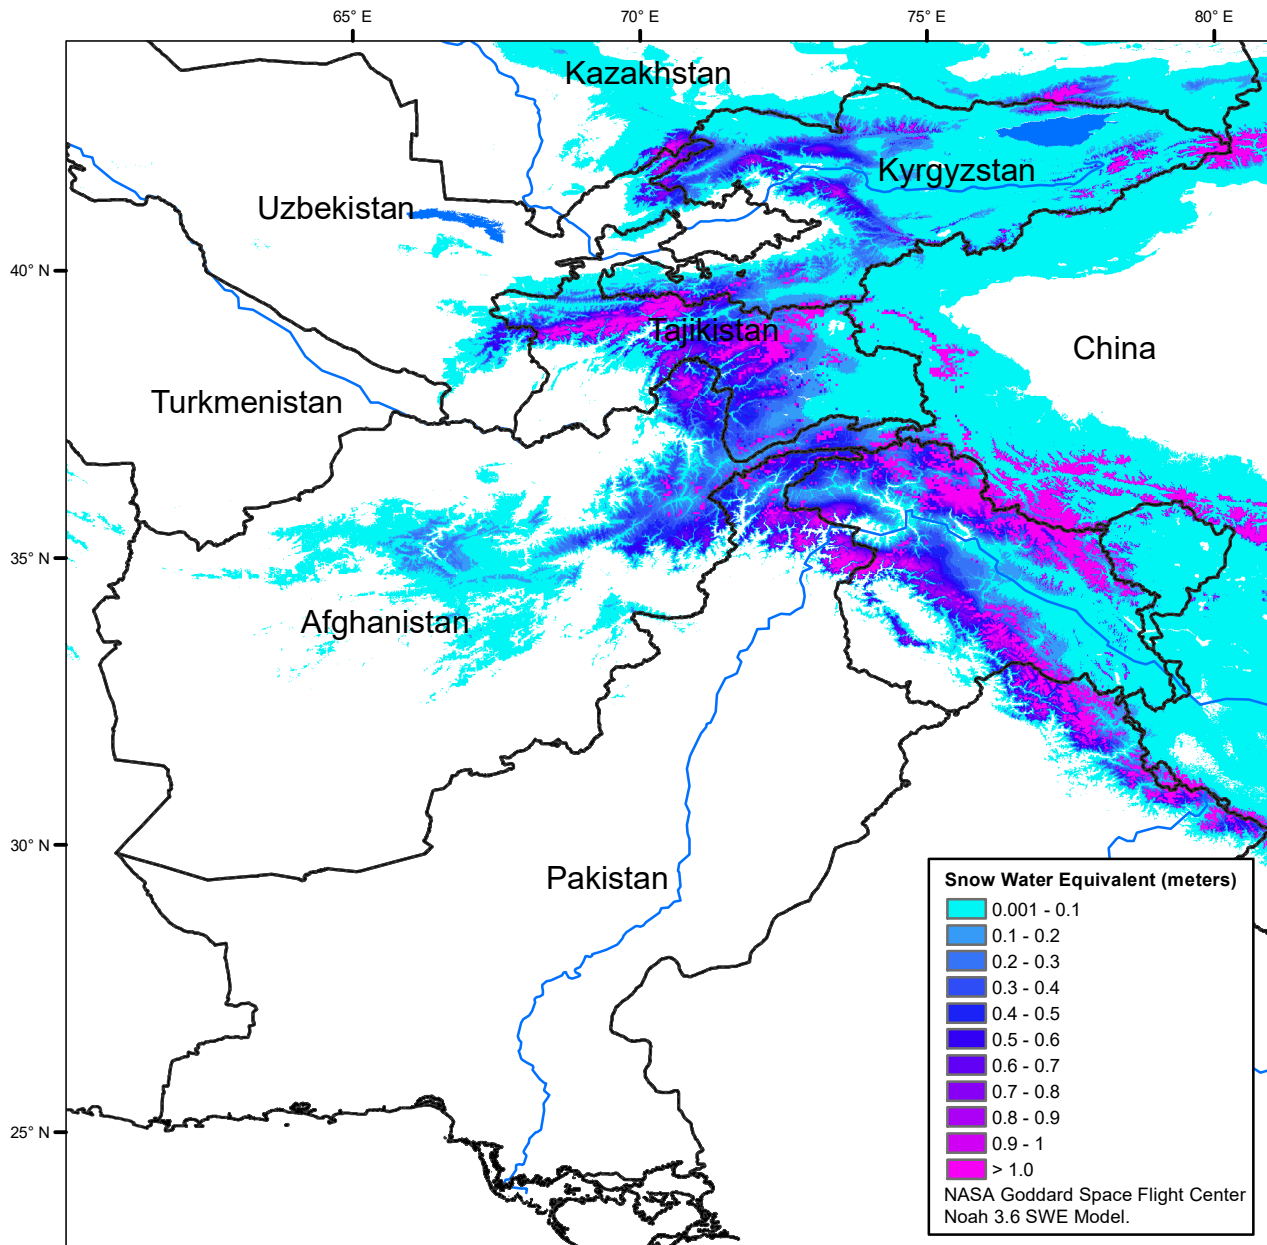 65° E
70° E
75° E
80° E
Kazakhstan
Kyrgyzstan
Uzbekistan
40° N
Tajikistan
China
Turkmenistan
35° N
Afghanistan
30° N
Pakistan
25° N
Snow Water Equivalent (meters)
0.001 - 0.1
0.1 - 0.2
0.2 - 0.3
0.3 - 0.4
0.4 - 0.5
0.5 - 0.6
0.6 - 0.7
0.7 - 0.8
0.8 - 0.9
0.9 - 1
> 1.0
NASA Goddard Space Flight Center
Noah 3.6 SWE Model.